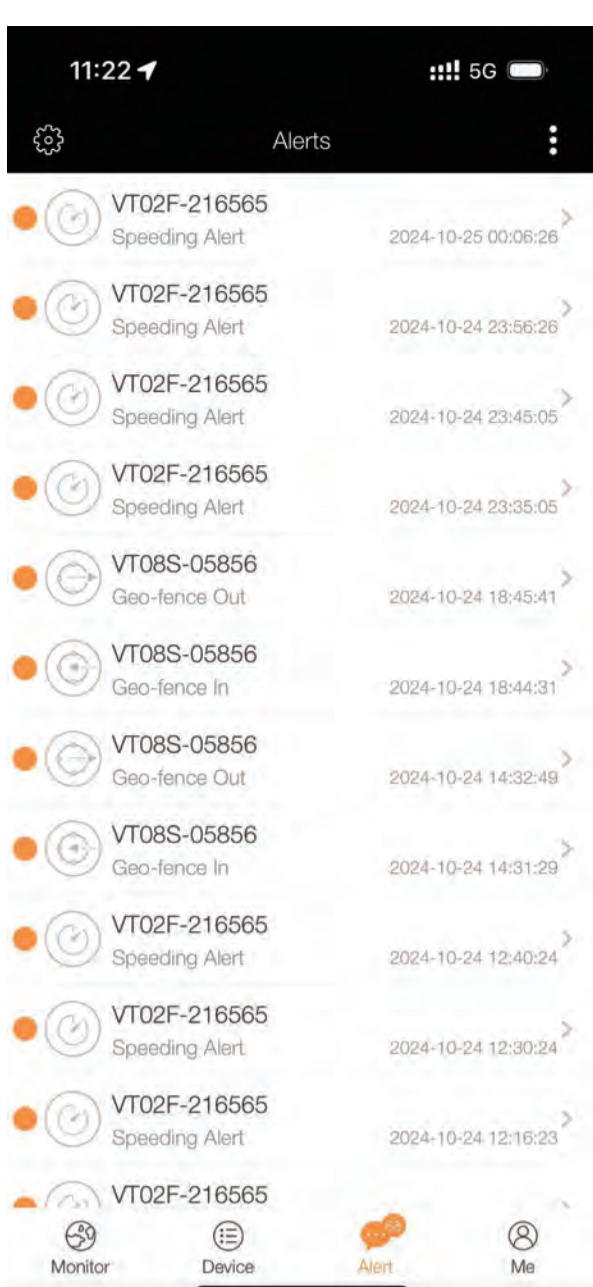 11:22
5G
Alerts
VT02F-216565
Speeding Alert
2024-10-25 00:06:26
VT02F-216565
Speeding Alert
2024-10-24 23:56:26
VT02F-216565
Speeding Alert
2024-10-24 23:45:05
VT02F-216565
Speeding Alert
2024-10-24 23:35:05
VT08S-05856
Geo-fence Out
2024-10-24 18:45:41
VT08S-05856
Geo-fence In
2024-10-24 18:44:31
VT08S-05856
Geo-fence Out
2024-10-24 14:32:49
VT08S-05856
Geo-fence In
2024-10-24 14:31:29
VT02F-216565
Speeding Alert
2024-10-24 12:40:24
VT02F-216565
Speeding Alert
2024-10-24 12:30:24
VT02F-216565
Speeding Alert
2024-10-24 12:16:23
VT02F-216565
Monitor
Device
Alert
Me